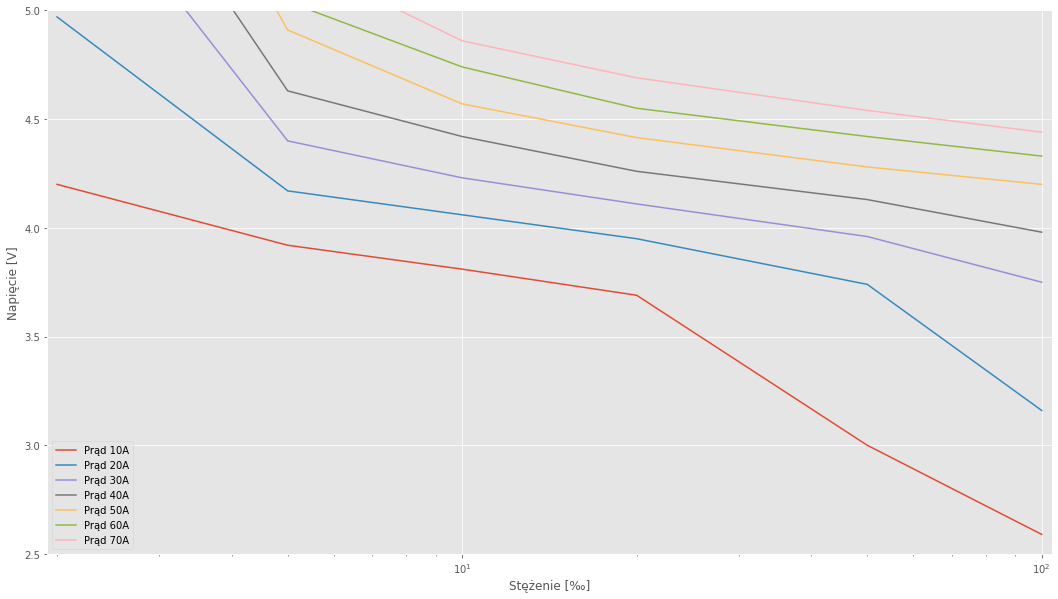 5.0
4.5
4.0
3.5
3.0
2.5
Napięcie [V]
Prąd 10A
Prąd 20A
Prąd 30A
Prąd 40A
Prąd 50A
Prąd 60A
Prąd 70A
10¹ 10²
Stężenie [‰]